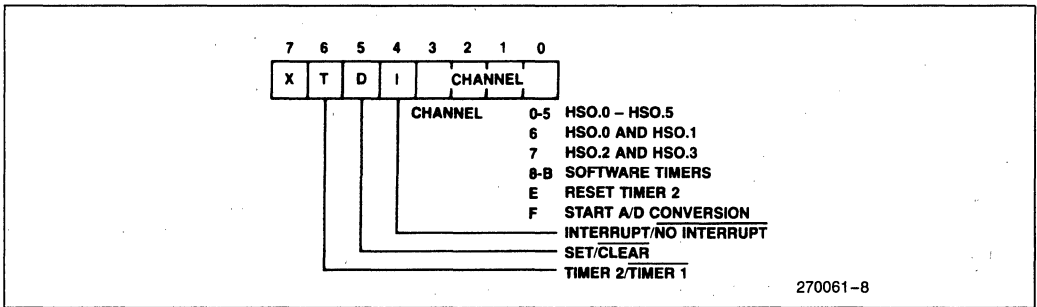 7 6 5 4 3 2 1 0
X T D I CHANNEL
CHANNEL 0-5 HSO.0 – HSO.5
6 HSO.0 AND HSO.1
7 HSO.2 AND HSO.3
8-B SOFTWARE TIMERS
E RESET TIMER 2
F START A/D CONVERSION
INTERRUPT/NO INTERRUPT
SET/CLEAR
TIMER 2/TIMER 1
270061–8